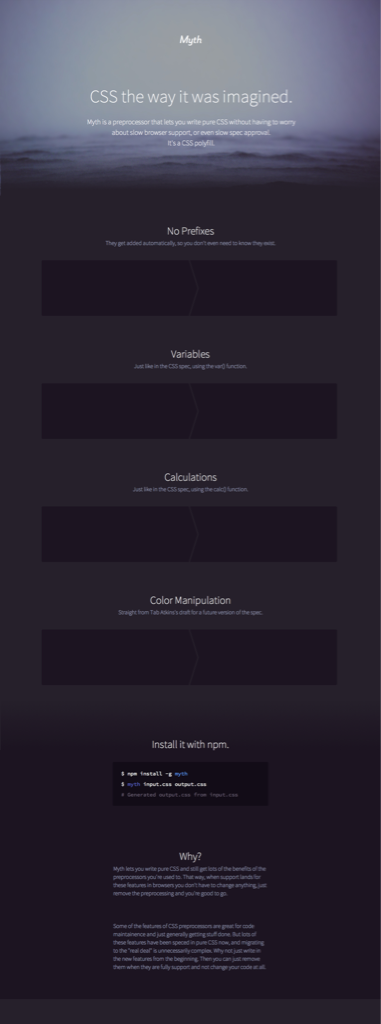 Myth
CSS the way it was imagined.
Myth is a preprocessor that lets you write pure CSS without having to worry
about slow browser support, or even slow spec approval.
It's a CSS polyfill.
No Prefixes
They get added automatically, so you don't even need to know they exist.
Variables
Just like in the CSS spec, using the var() function.
Calculations
Just like in the CSS spec, using the calc() function.
Color Manipulation
Straight from Tab Atkins's draft for a future version of the spec.
Install it with npm.
$ npm install -g myth
$ myth input.css output.css
# Generated output.css from input.css
Why?
Myth lets you write pure CSS and still get lots of the benefits of the
preprocessors you're used to. That way, when support lands for
these features in browsers you don't have to change anything, just
remove the preprocessing and you're good to go.
Some of the features of CSS preprocessors are great for code
maintainence and just generally getting stuff done. But lots of
these features have been speced in pure CSS now, and migrating
to the "real deal" is unnecessarily complex. Why not just write in
the new features from the beginning. Then you can just remove
them when they are fully support and not change your code at all.